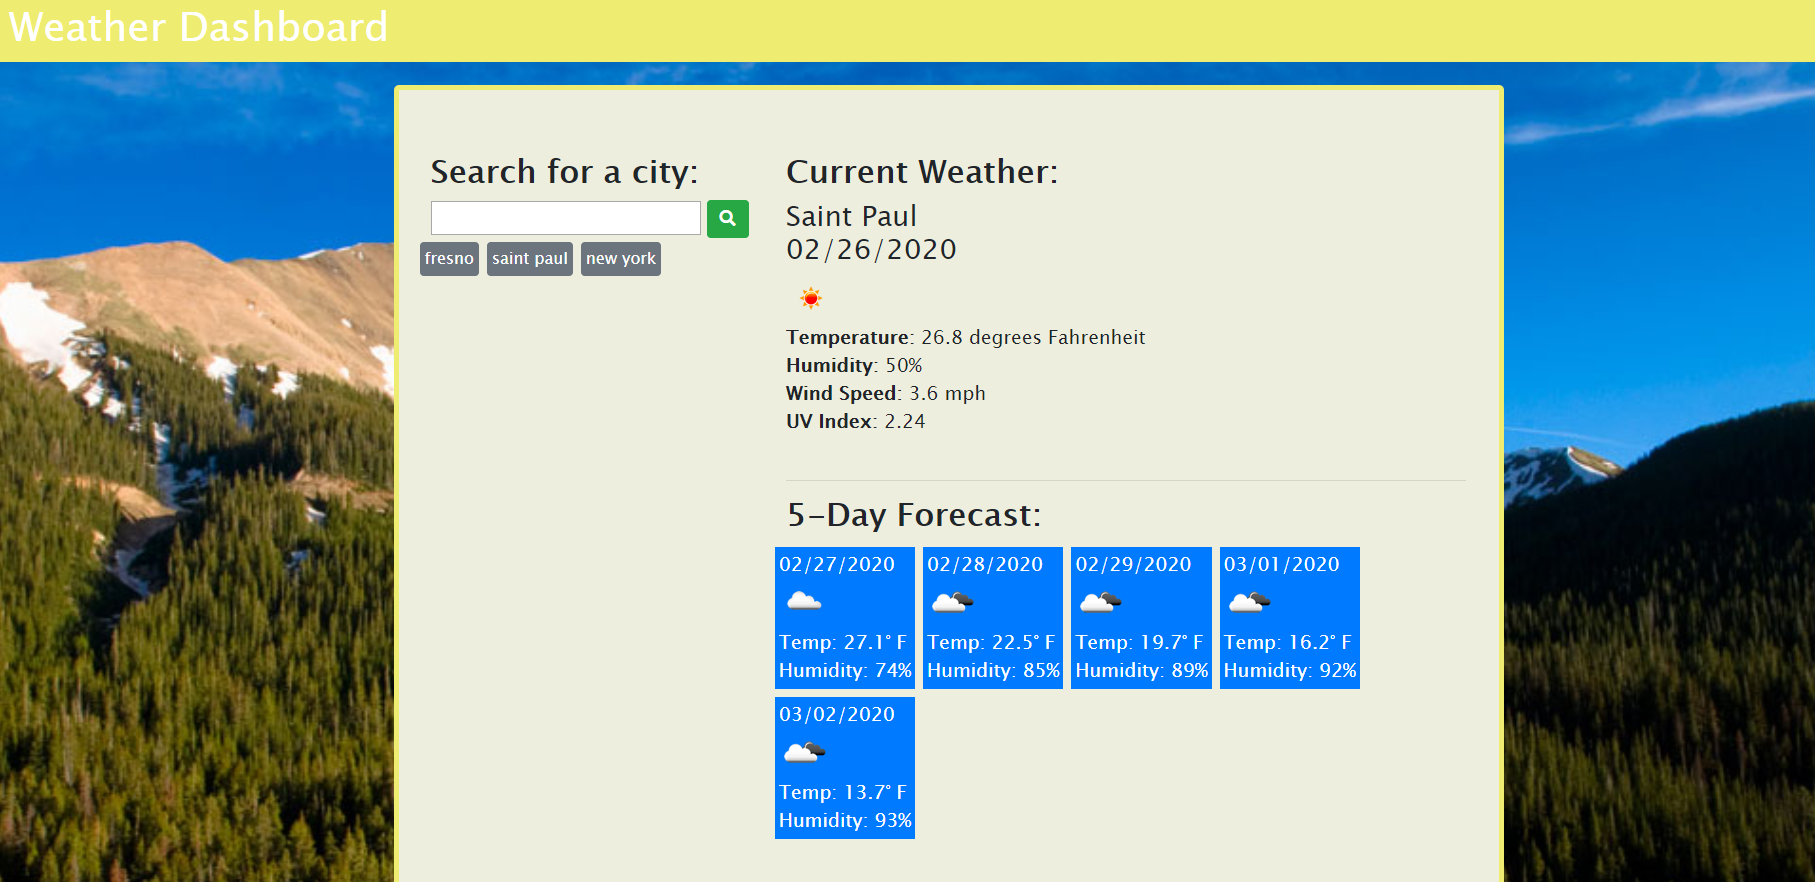 Weather Dashboard
Search for a city:
fresno saint paul new york
Current Weather:
Saint Paul
02/26/2020
Temperature: 26.8 degrees Fahrenheit
Humidity: 50%
Wind Speed: 3.6 mph
UV Index: 2.24
5-Day Forecast:
02/27/2020
Temp: 27.1° F
Humidity: 74%
02/28/2020
Temp: 22.5° F
Humidity: 85%
02/29/2020
Temp: 19.7° F
Humidity: 89%
03/01/2020
Temp: 16.2° F
Humidity: 92%
03/02/2020
Temp: 13.7° F
Humidity: 93%